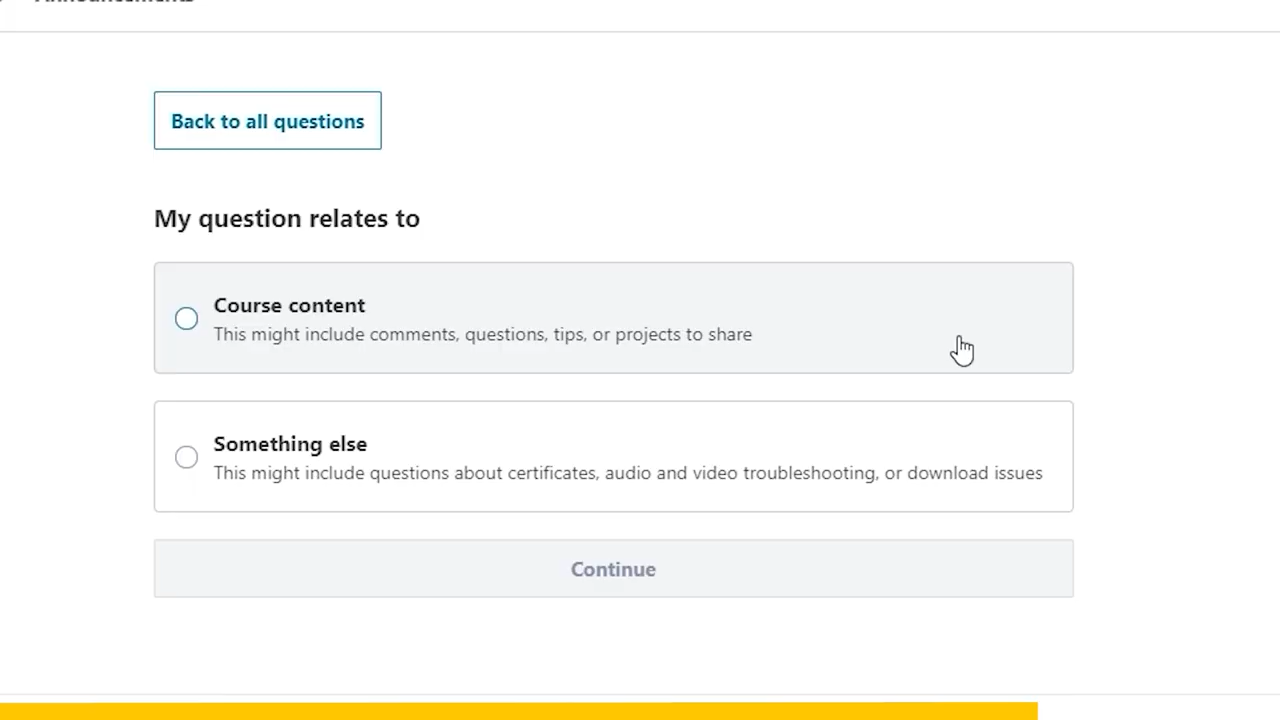 Announcements
Back to all questions
My question relates to
Course content
This might include comments, questions, tips, or projects to share
Something else
This might include questions about certificates, audio and video troubleshooting, or download issues
Continue